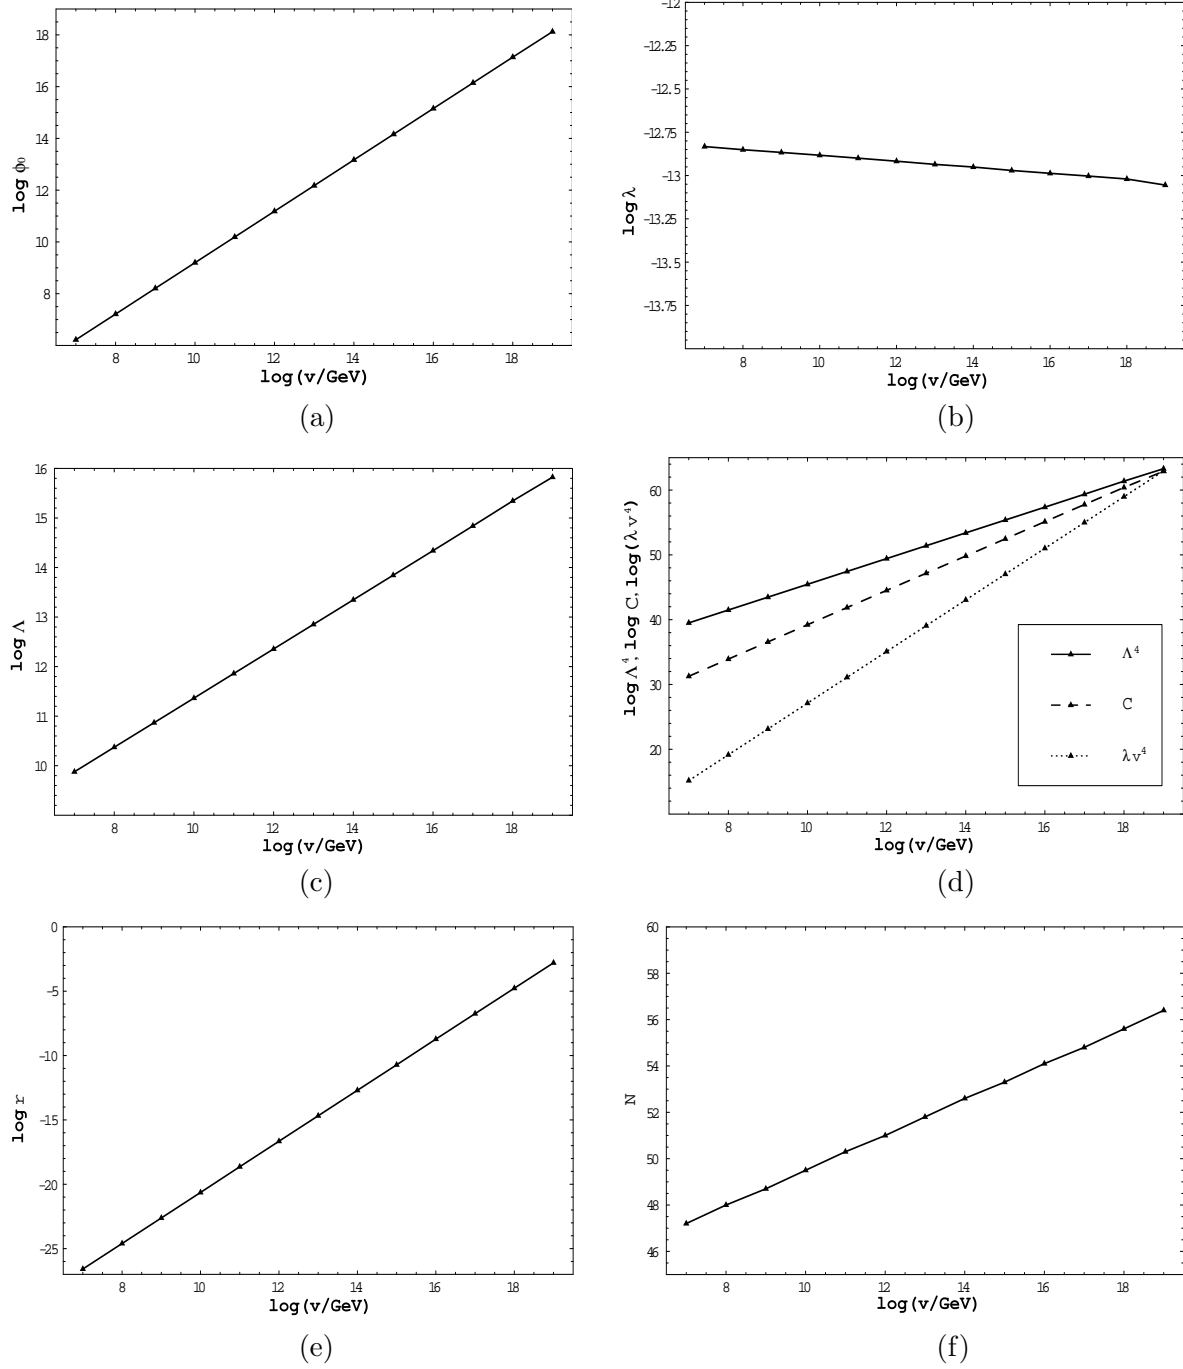 18
16
14
12
10
8
log ϕ₀
8 10 12 14 16 18
log(v/GeV)
(a)
-12
-12.25
-12.5
-12.75
-13
-13.25
-13.5
-13.75
log λ
8 10 12 14 16 18
log(v/GeV)
(b)
16
15
14
13
12
11
10
log Λ
8 10 12 14 16 18
log(v/GeV)
(c)
60
50
40
30
20
log Λ⁴, log C, log(λv⁴)
Λ⁴
C
λv⁴
8 10 12 14 16 18
log(v/GeV)
(d)
0
-5
-10
-15
-20
-25
log r
8 10 12 14 16 18
log(v/GeV)
(e)
60
58
56
54
52
50
48
46
N
8 10 12 14 16 18
log(v/GeV)
(f)